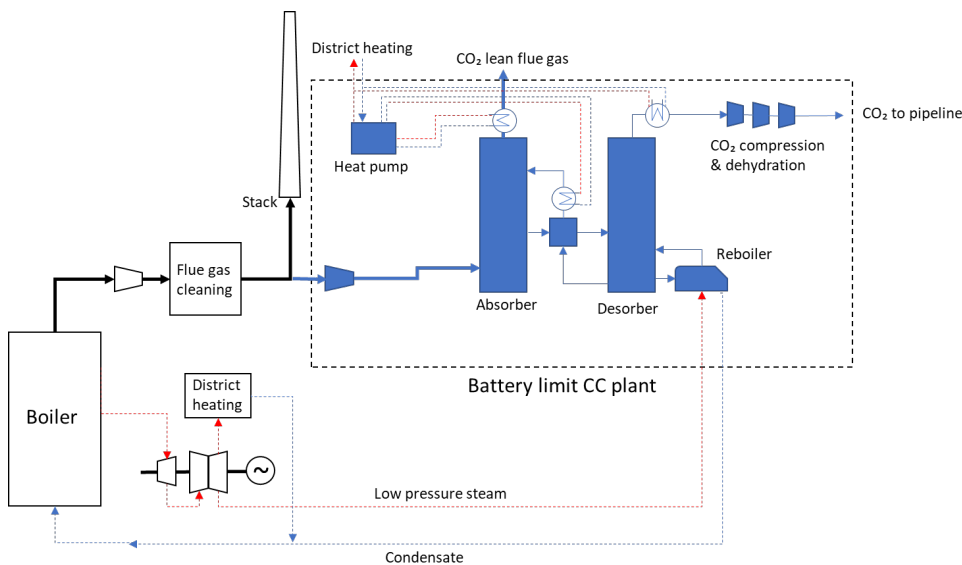 District heating
CO₂ lean flue gas
CO₂ to pipeline
CO₂ compression
& dehydration
Heat pump
Stack
Flue gas
cleaning
Reboiler
Absorber
Desorber
Battery limit CC plant
District
heating
Boiler
~
Low pressure steam
Condensate